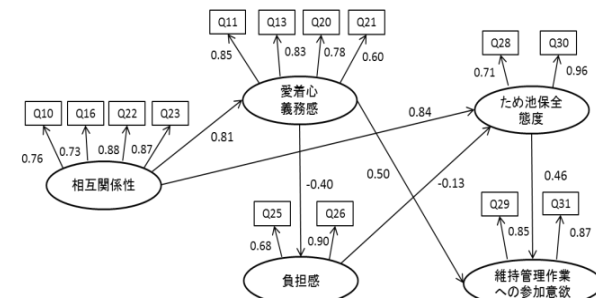 Q11
Q13
Q20
Q21
0.85
0.83
0.78
0.60
愛着心
義務感
Q28
Q30
0.71
0.96
ため池保全
態度
Q10
Q16
Q22
Q23
0.76
0.73
0.88
0.87
相互関係性
0.81
0.84
-0.40
0.50
-0.13
0.46
Q25
Q26
0.68
0.90
負担感
Q29
Q31
0.85
0.87
維持管理作業
への参加意欲